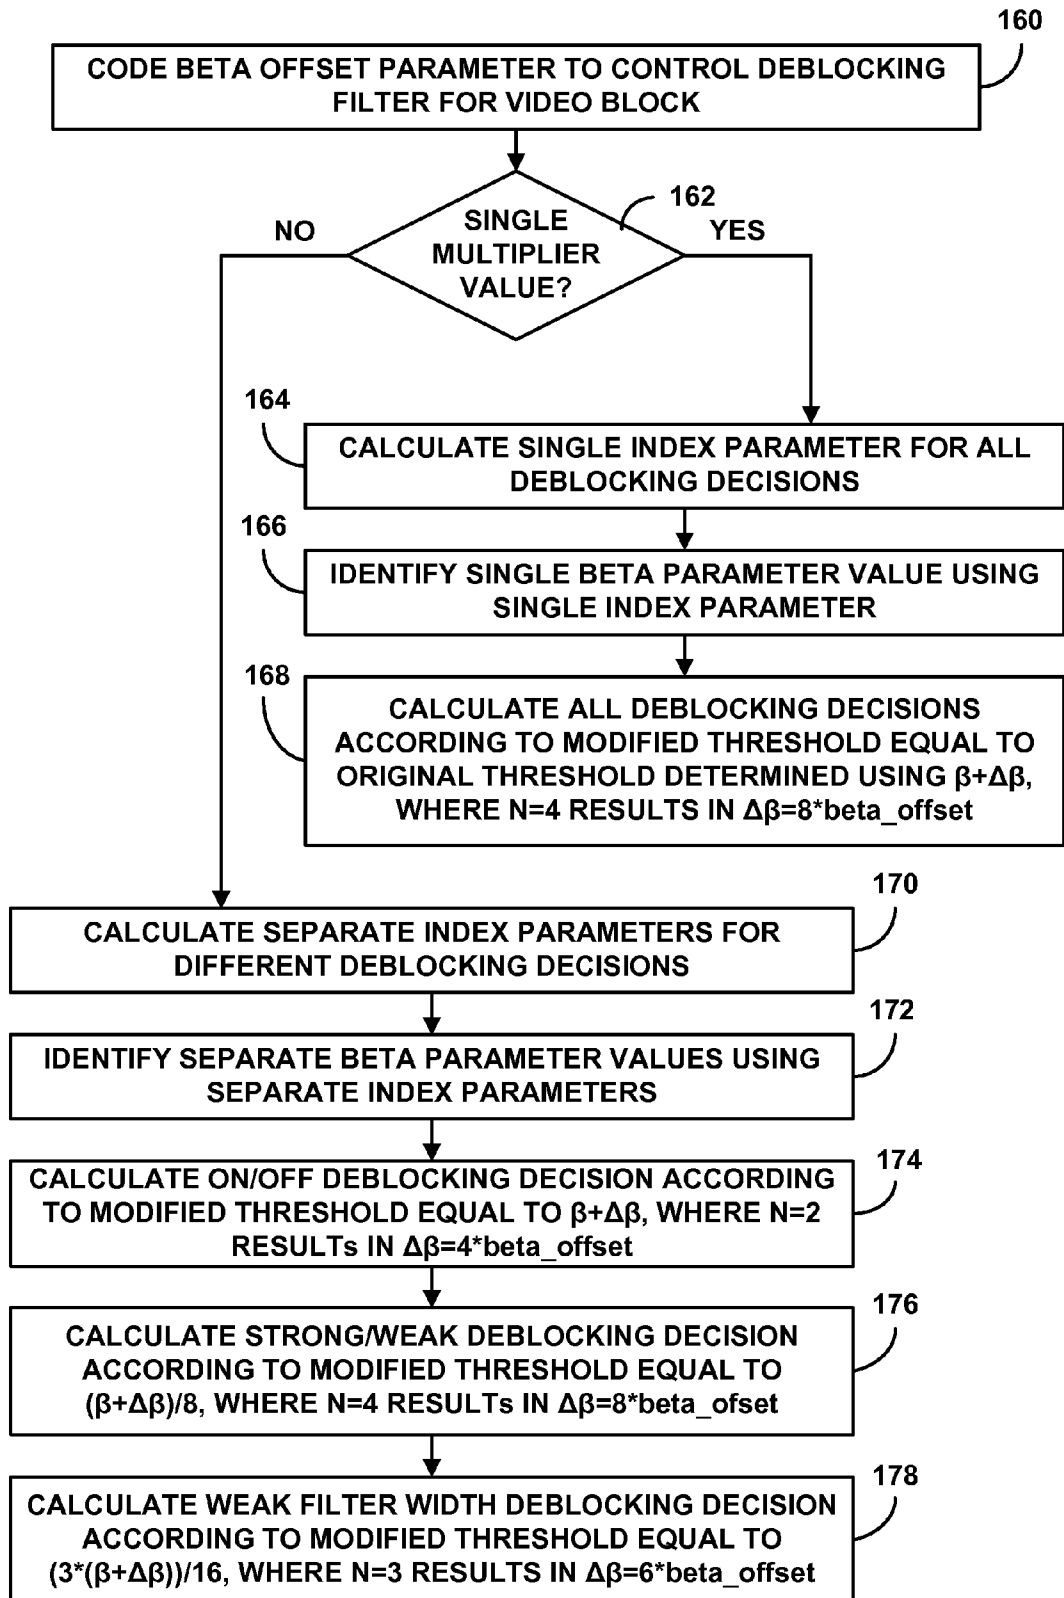 160
CODE BETA OFFSET PARAMETER TO CONTROL DEBLOCKING
FILTER FOR VIDEO BLOCK
162
SINGLE
MULTIPLIER
VALUE?
NO
YES
164
CALCULATE SINGLE INDEX PARAMETER FOR ALL
DEBLOCKING DECISIONS
166
IDENTIFY SINGLE BETA PARAMETER VALUE USING
SINGLE INDEX PARAMETER
168
CALCULATE ALL DEBLOCKING DECISIONS
ACCORDING TO MODIFIED THRESHOLD EQUAL TO
ORIGINAL THRESHOLD DETERMINED USING β+Δβ,
WHERE N=4 RESULTS IN Δβ=8*beta_offset
170
CALCULATE SEPARATE INDEX PARAMETERS FOR
DIFFERENT DEBLOCKING DECISIONS
172
IDENTIFY SEPARATE BETA PARAMETER VALUES USING
SEPARATE INDEX PARAMETERS
174
CALCULATE ON/OFF DEBLOCKING DECISION ACCORDING
TO MODIFIED THRESHOLD EQUAL TO β+Δβ, WHERE N=2
RESULTs IN Δβ=4*beta_offset
176
CALCULATE STRONG/WEAK DEBLOCKING DECISION
ACCORDING TO MODIFIED THRESHOLD EQUAL TO
(β+Δβ)/8, WHERE N=4 RESULTs IN Δβ=8*beta_ofset
178
CALCULATE WEAK FILTER WIDTH DEBLOCKING DECISION
ACCORDING TO MODIFIED THRESHOLD EQUAL TO
(3*(β+Δβ))/16, WHERE N=3 RESULTS IN Δβ=6*beta_offset